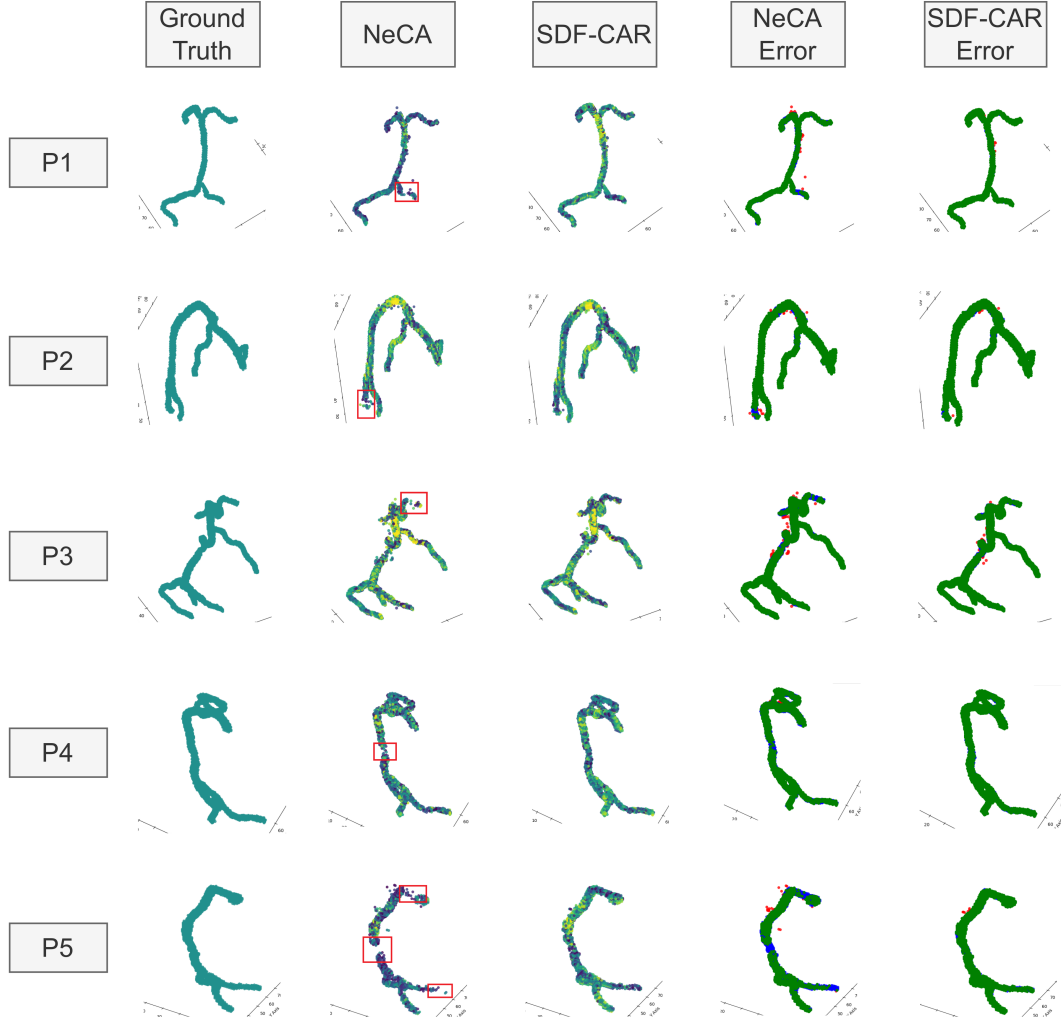 Ground
Truth
NeCA
SDF-CAR
NeCA
Error
SDF-CAR
Error
P1
P2
P3
P4
P5